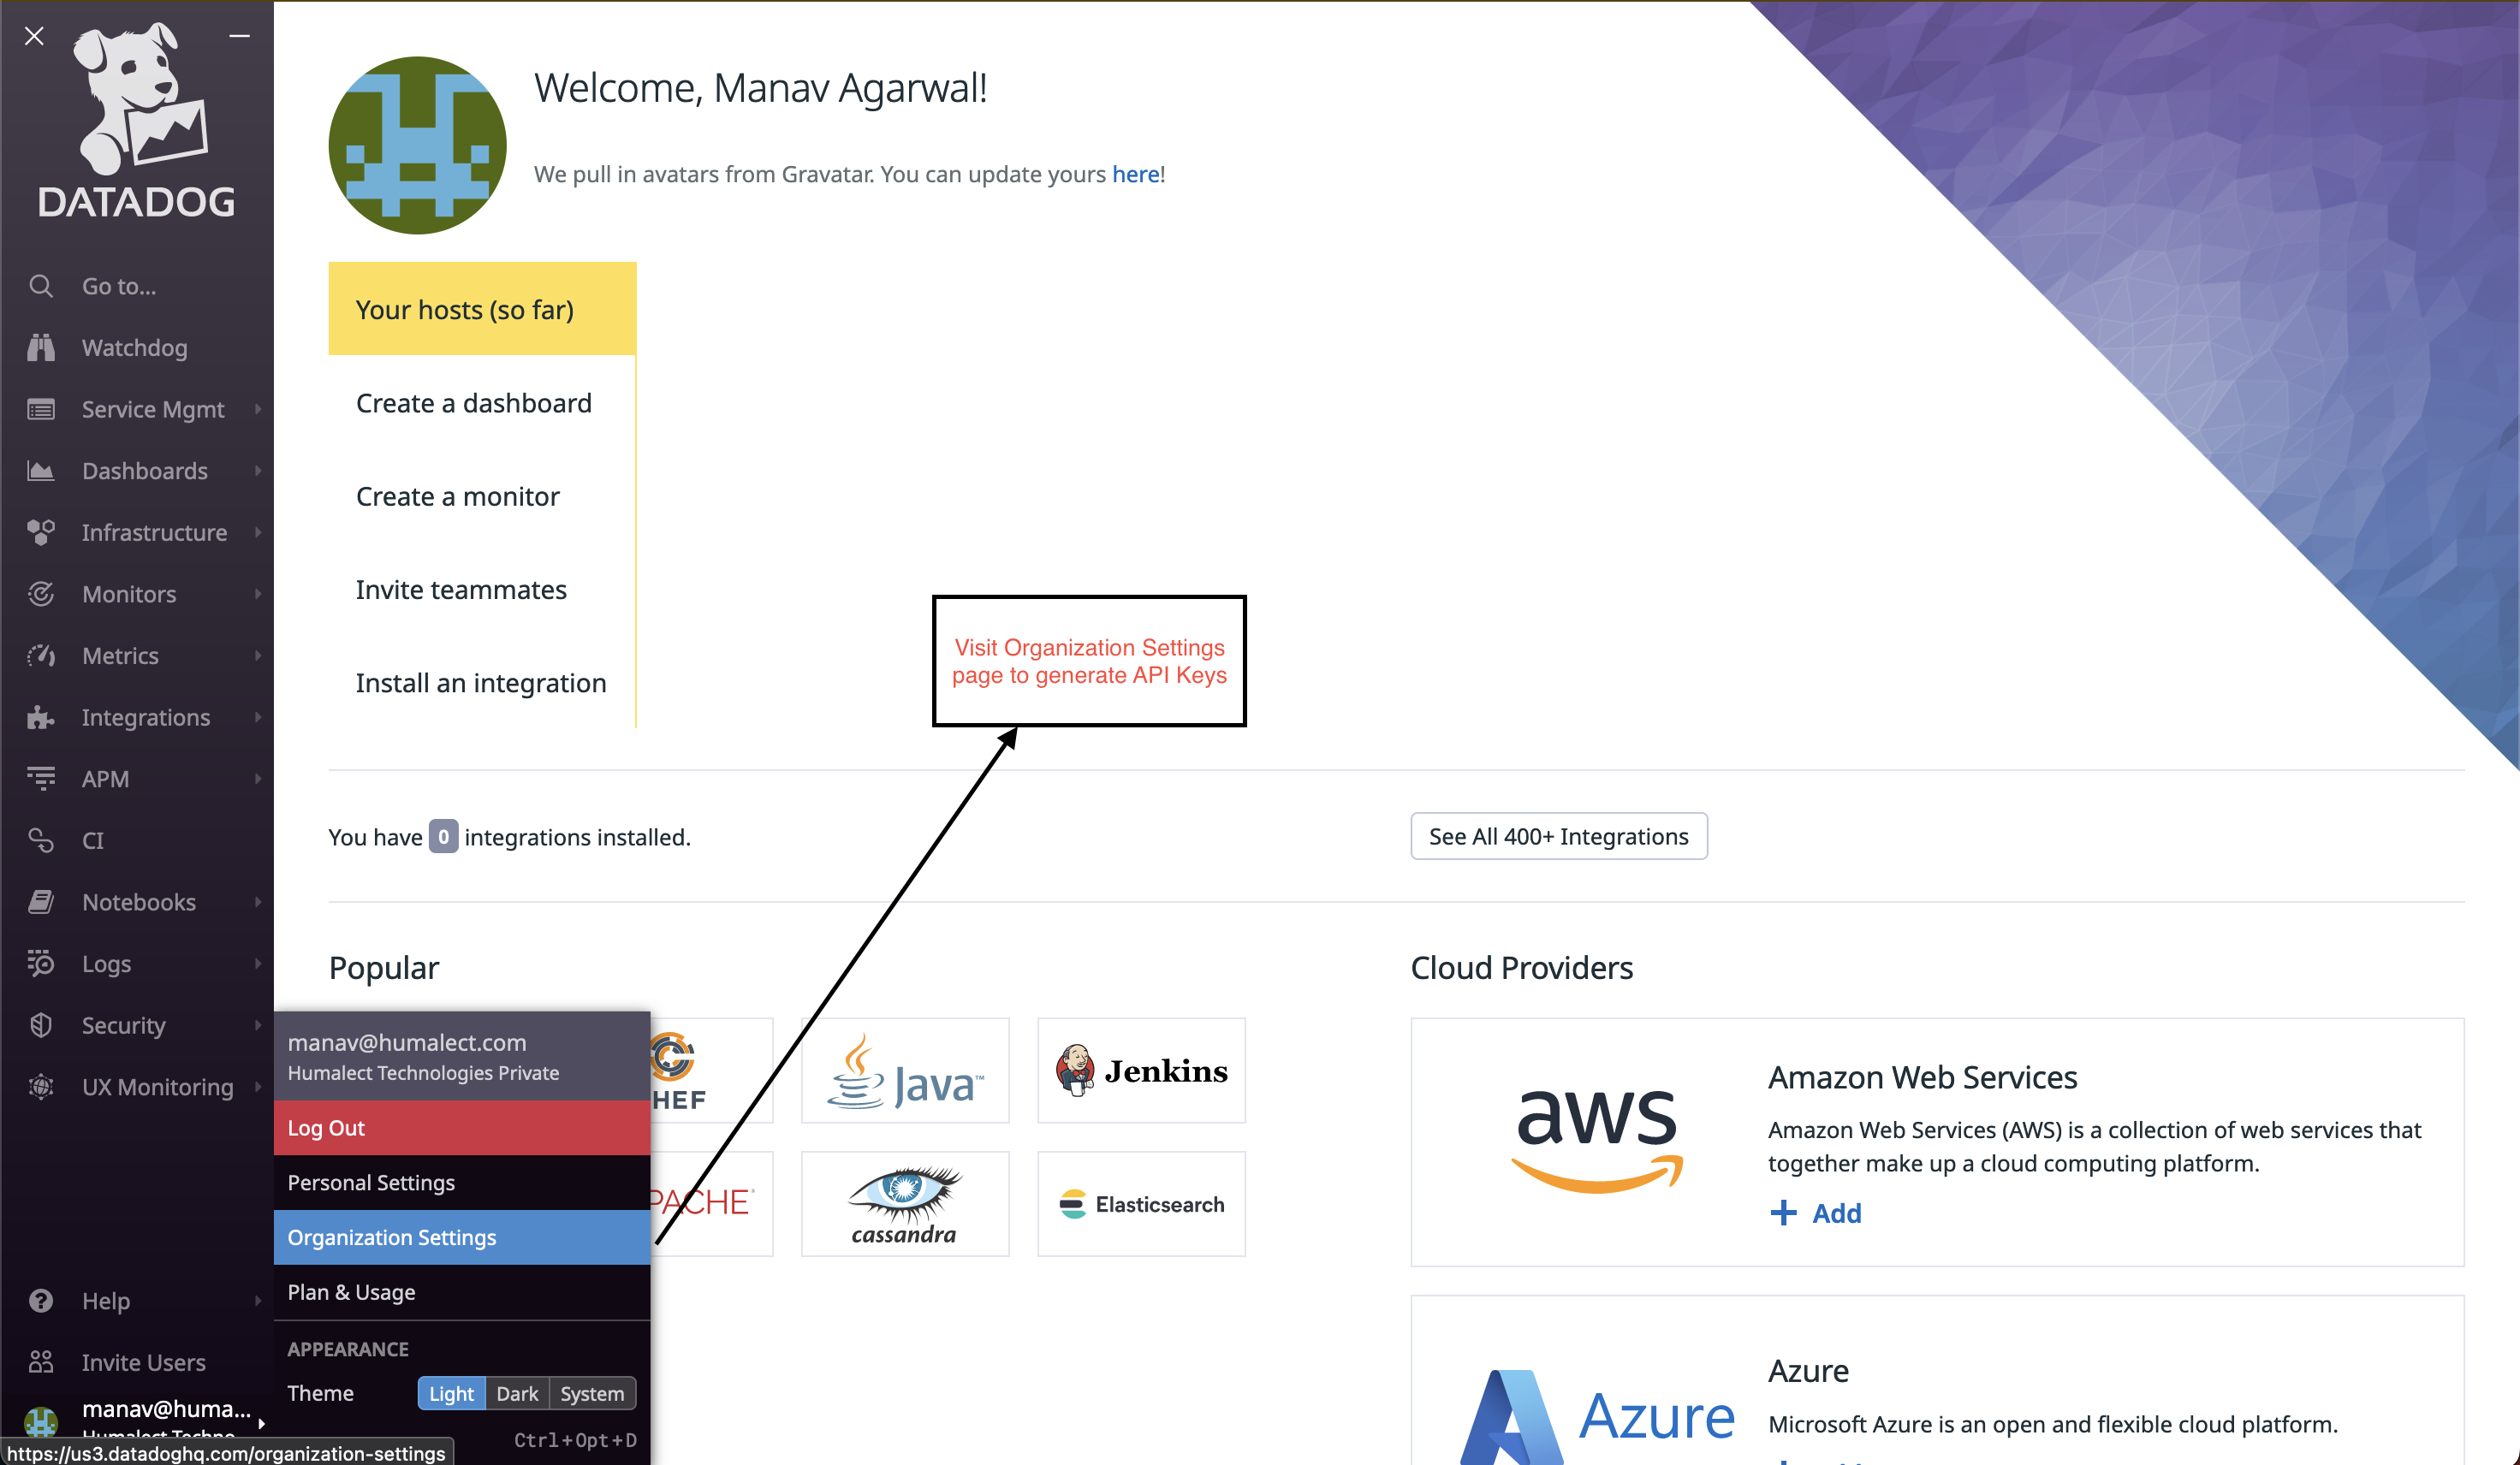 DATADOG
Go to...
Watchdog
Service Mgmt
Dashboards
Infrastructure
Monitors
Metrics
Integrations
APM
CI
Notebooks
Logs
Security
UX Monitoring
Help
Invite Users
manav@huma...
Humalect Techno
https://us3.datadoghq.com/organization-settings
Welcome, Manav Agarwal!
We pull in avatars from Gravatar. You can update yours here!
Your hosts (so far)
Create a dashboard
Create a monitor
Invite teammates
Install an integration
Visit Organization Settings
page to generate API Keys
You have 0 integrations installed.
See All 400+ Integrations
Popular
HEF
Java™
Jenkins
PACHE
cassandra
Elasticsearch
manav@humalect.com
Humalect Technologies Private
Log Out
Personal Settings
Organization Settings
Plan & Usage
APPEARANCE
Theme
Light Dark System
Ctrl+Opt+D
Cloud Providers
aws
Amazon Web Services
Amazon Web Services (AWS) is a collection of web services that
together make up a cloud computing platform.
+ Add
Azure
Azure
Microsoft Azure is an open and flexible cloud platform.